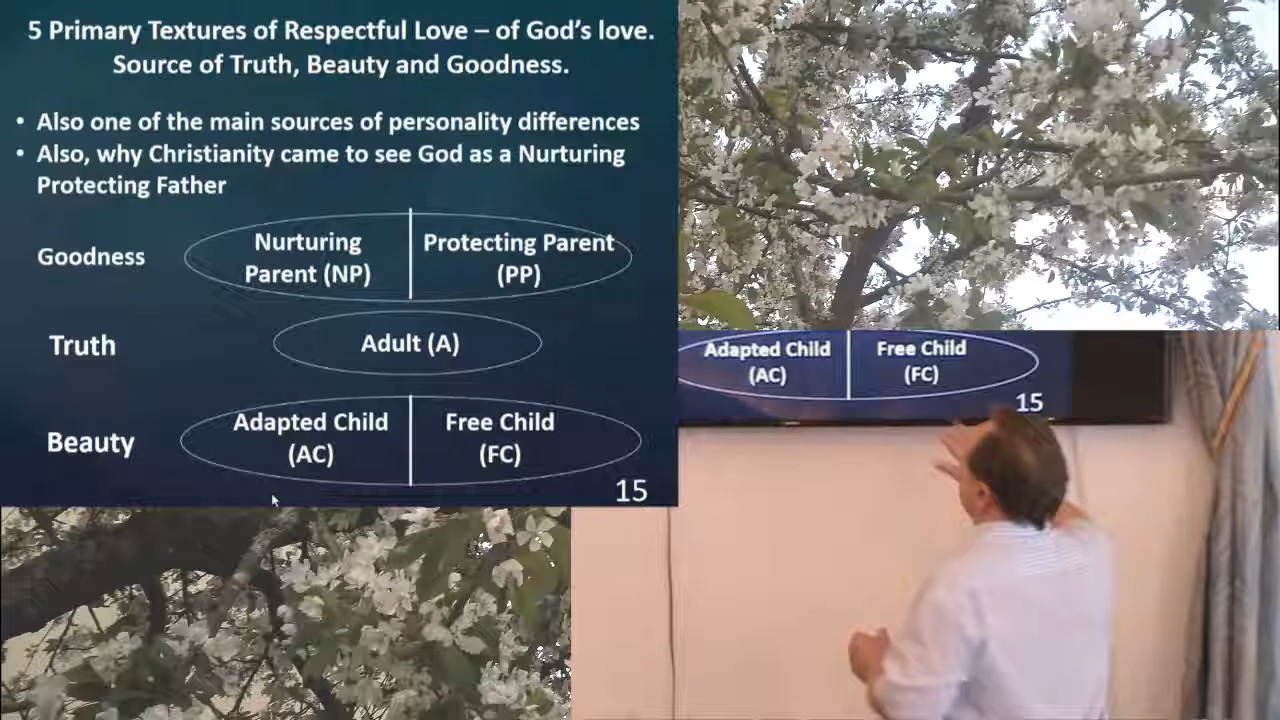 5 Primary Textures of Respectful Love – of God's love.
Source of Truth, Beauty and Goodness.
• Also one of the main sources of personality differences
• Also, why Christianity came to see God as a Nurturing
Protecting Father
Goodness
Nurturing
Parent (NP)
Protecting Parent
(PP)
Truth
Adult (A)
Beauty
Adapted Child
(AC)
Free Child
(FC)
15
Adapted Child
(AC)
Free Child
(FC)
15